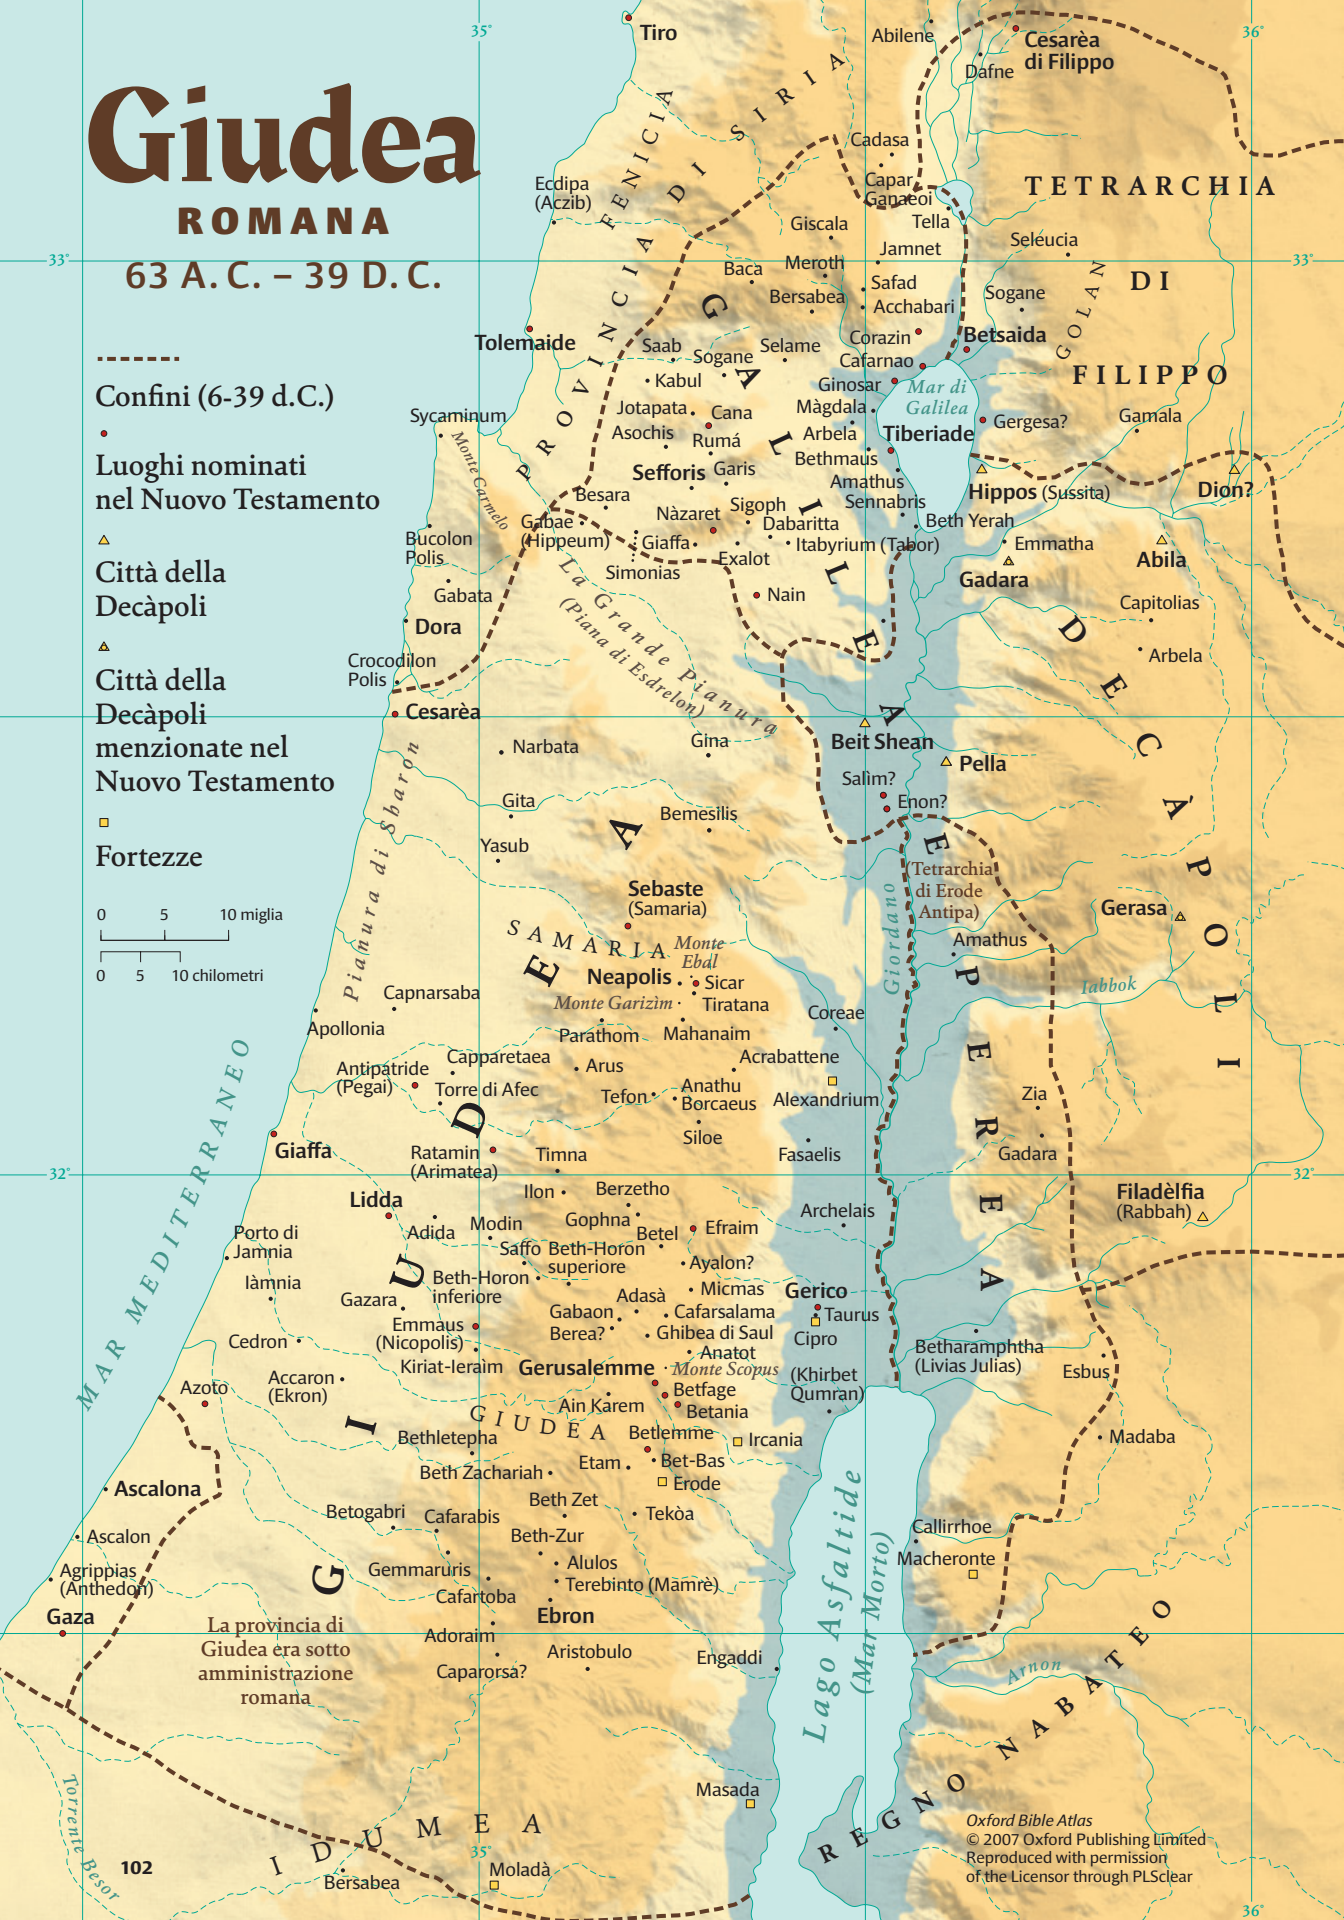 Giudea
ROMANA
63 A.C. – 39 D.C.
Confini (6-39 d.C.)
Luoghi nominati
nel Nuovo Testamento
Città della
Decàpoli
Città della
Decàpoli
menzionate nel
Nuovo Testamento
Fortezze
0 5 10 miglia
0 5 10 chilometri
35°
36°
33°
33°
32°
32°
35°
36°
MAR MEDITERRANEO
PROVINCIA DI SIRIA
FENICIA
GALILEA
TETRARCHIA
DI
FILIPPO
GOLAN
DECÀPOLI
PEREA
GIUDEA
SAMARIA
GIUDEA
IDUMEA
REGNO NABATEO
Tiro
Abilene
Cesarèa
di Filippo
Dafne
Cadasa
Capar
Ganaeoi
Tella
Ecdipa
(Aczib)
Giscala
Jamnet
Seleucia
Baca
Meroth
Safad
Bersabea
Acchabari
Sogane
Tolemaide
Corazin
Betsaida
Saab
Sogane
Selame
Cafarnao
Kabul
Ginosar
Mar di
Galilea
Jotapata
Cana
Màgdala
Gergesa?
Gamala
Sycaminum
Asochis
Rumá
Arbela
Tiberiade
Monte Carmelo
Sefforis
Garis
Bethmaus
Amathus
Hippos (Sussita)
Dion?
Besara
Sigoph
Sennabris
Nàzaret
Dabaritta
Beth Yerah
Gabae
(Hippeum)
Giaffa
Itabyrium (Tabor)
Emmatha
Bucolon
Polis
Simonias
Exalot
Abila
Gadara
Gabata
Nain
Capitolias
Dora
La Grande Pianura
(Piana di Esdrelon)
Arbela
Crocodilon
Polis
Cesarèa
Narbata
Gina
Beit Shean
Pella
Salìm?
Enon?
Pianura di Sharon
Gita
Bemesilis
Yasub
(Tetrarchia
di Erode
Antipa)
Sebaste
(Samaria)
Giordano
Gerasa
Amathus
Monte
Ebal
Neapolis
Sicar
Iabbok
Capnarsaba
Monte Garizìm
Tiratana
Coreae
Apollonia
Parathom
Mahanaim
Capparetaea
Acrabattene
Antipatride
(Pegai)
Arus
Torre di Afec
Tefon
Anathu
Borcaeus
Alexandrium
Zia
Siloe
Giaffa
Fasaelis
Gadara
Ratamin
(Arimatea)
Timna
Ilon
Berzetho
Filadèlfia
(Rabbah)
Lidda
Archelais
Adida
Modin
Gophna
Betel
Efraim
Porto di
Jamnia
Saffo
Beth-Horon
superiore
Ayalon?
Iàmnia
Beth-Horon
inferiore
Gazara
Adasà
Micmas
Gerico
Gabaon
Cafarsalama
Taurus
Emmaus
(Nicopolis)
Berea?
Ghibea di Saul
Cipro
Cedron
Anatot
Betharamphtha
(Livias Julias)
Kiriat-Ieraìm
Gerusalemme
Monte Scopus
(Khirbet
Qumran)
Esbus
Accaron
(Ekron)
Betfage
Azoto
Ain Karem
Betania
Bethletepha
Betlemme
Ircania
Madaba
Etam
Bet-Bas
Beth Zachariah
Erode
Ascalona
Beth Zet
Betogabri
Cafarabis
Tekòa
Callirrhoe
Beth-Zur
Ascalon
Macheronte
Agrippias
(Anthedon)
Gemmaruris
Alulos
Terebinto (Mamrè)
Cafartoba
Gaza
Ebron
Lago Asfaltide
(Mar Morto)
La provincia di
Giudea era sotto
amministrazione
romana
Adoraim
Aristobulo
Engaddi
Caparorsa?
Arnon
Masada
Torrente Besor
Bersabea
Moladà
102
Oxford Bible Atlas
© 2007 Oxford Publishing Limited
Reproduced with permission
of the Licensor through PLSclear